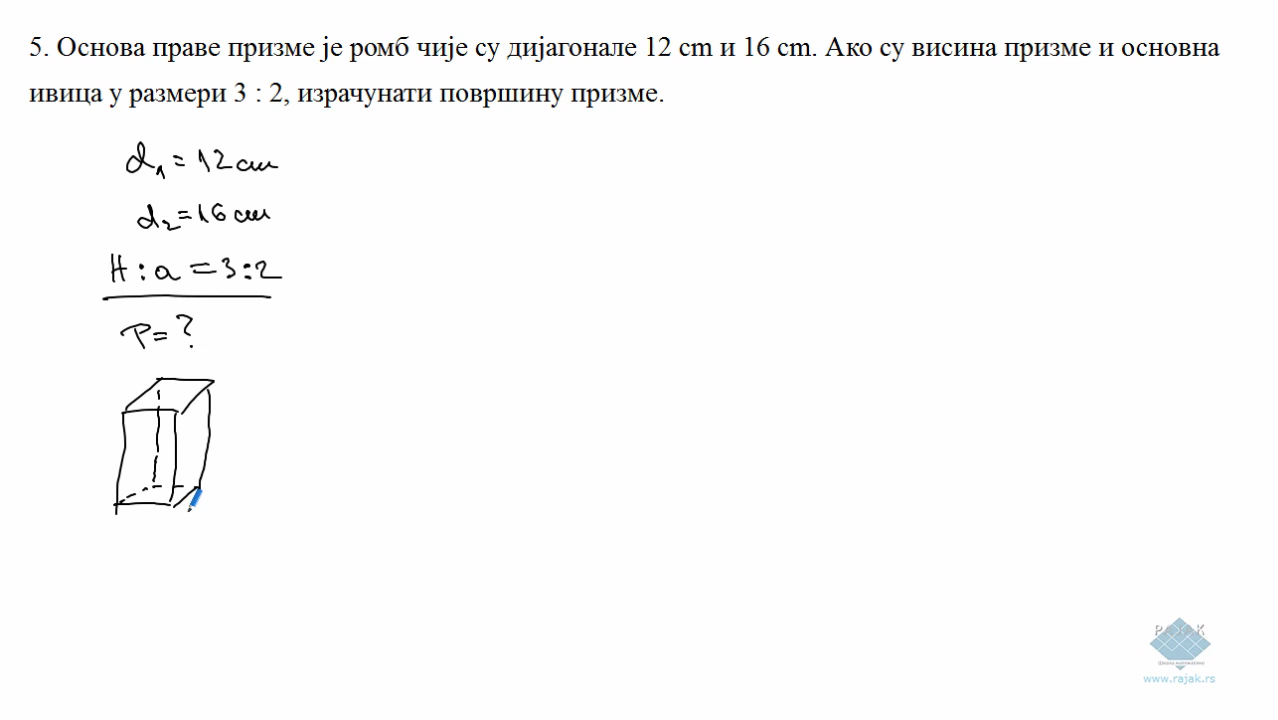 5. Основа праве призме је ромб чије су дијагонале 12 cm и 16 cm. Ако су висина призме и основна
ивица у размери 3 : 2, израчунати површину призме.
d₁ = 12 cm
d₂ = 16 cm
H : a = 3 : 2
P = ?
РАЈАК
www.rajak.rs